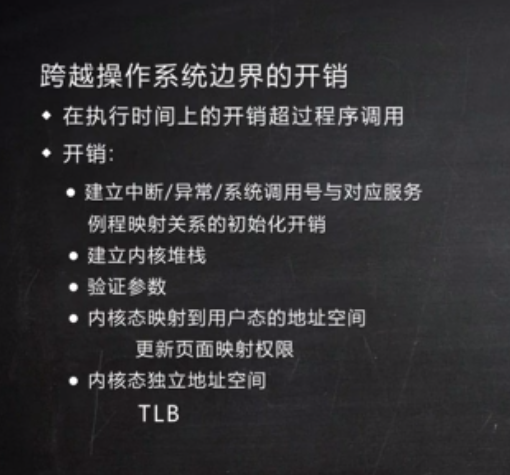 跨越操作系统边界的开销
在执行时间上的开销超过程序调用
开销:
建立中断/异常/系统调用号与对应服务
例程映射关系的初始化开销
建立内核堆栈
验证参数
内核态映射到用户态的地址空间
更新页面映射权限
内核态独立地址空间
TLB